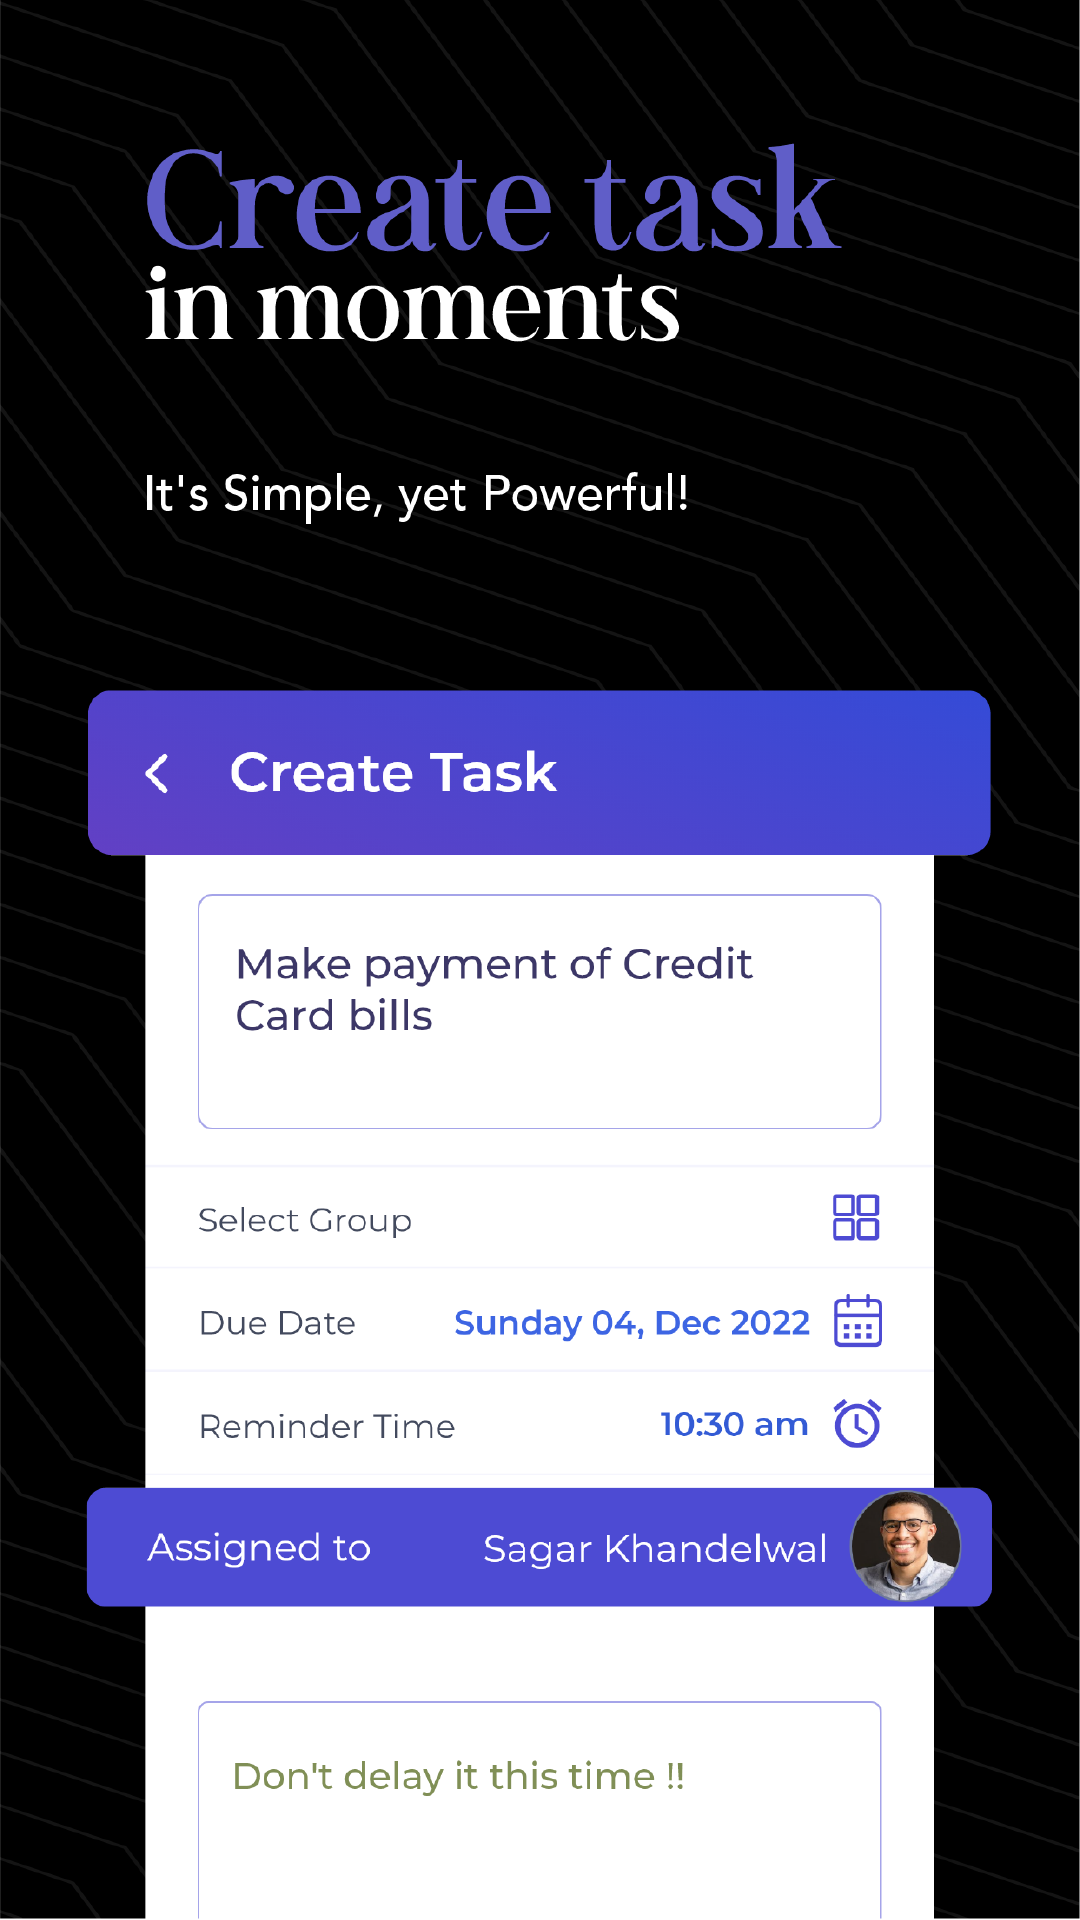 Create task
in moments
It's Simple, yet Powerful!
Create Task
Make payment of Credit
Card bills
Select Group
Due Date Sunday 04, Dec 2022
Reminder Time 10:30 am
Assigned to Sagar Khandelwal
Don't delay it this time !!